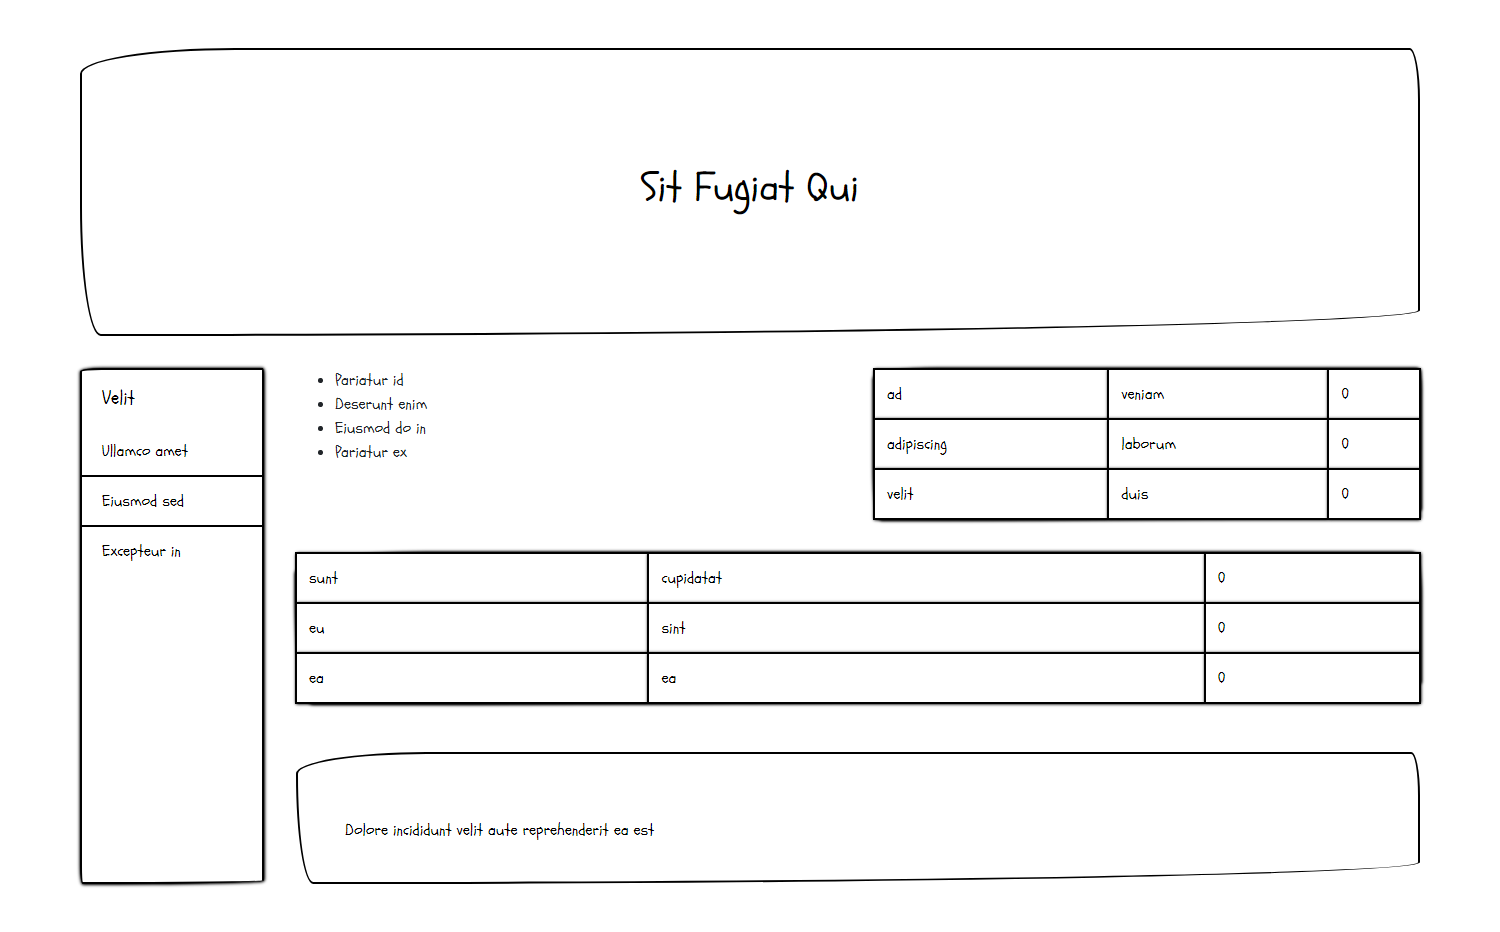 Sit Fugiat Qui
Velit
Ullamco amet
Eiusmod sed
Excepteur in
Pariatur id
Deserunt enim
Eiusmod do in
Pariatur ex
ad veniam 0
adipiscing laborum 0
velit duis 0
sunt cupidatat 0
eu sint 0
ea ea 0
Dolore incididunt velit aute reprehenderit ea est